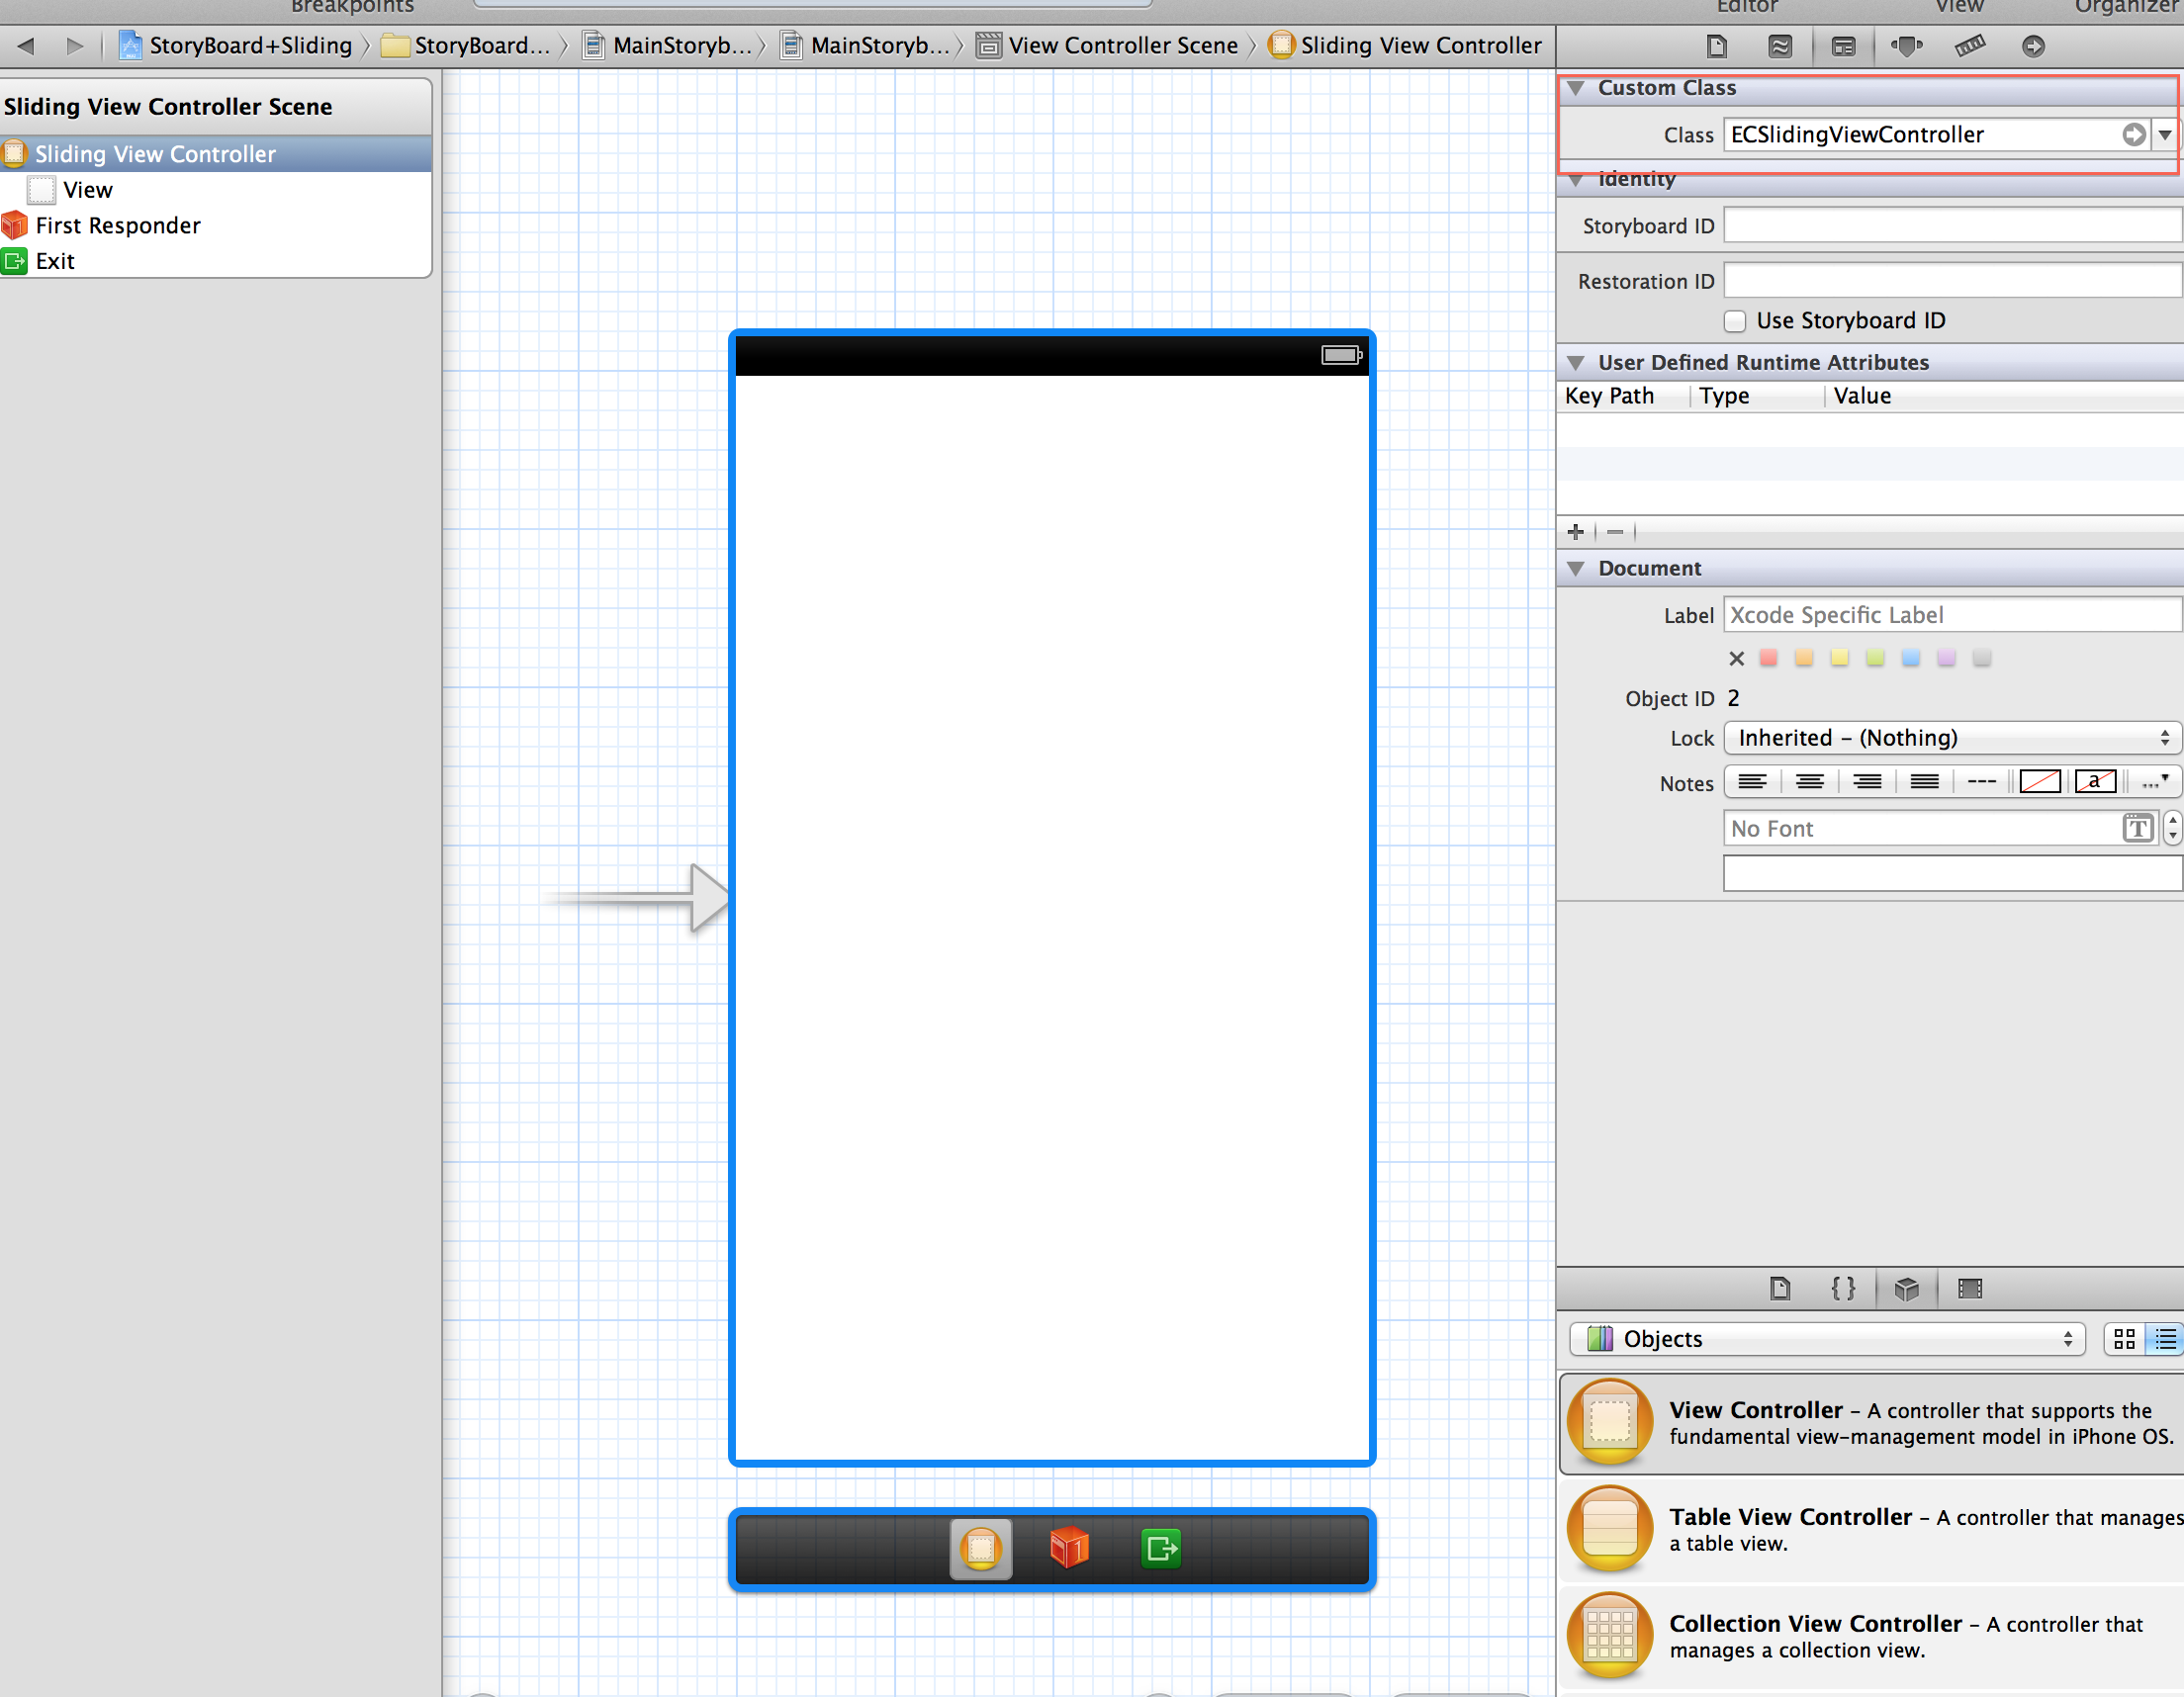 Breakpoints
Editor
View
Organizer
StoryBoard+Sliding
StoryBoard...
MainStoryb...
MainStoryb...
View Controller Scene
Sliding View Controller
Sliding View Controller Scene
Sliding View Controller
View
First Responder
Exit
Custom Class
Class ECSlidingViewController
Identity
Storyboard ID
Restoration ID
Use Storyboard ID
User Defined Runtime Attributes
Key Path Type Value
Document
Label Xcode Specific Label
Object ID 2
Lock Inherited - (Nothing)
Notes
a
...
No Font
T
{ }
Objects
View Controller - A controller that supports the
fundamental view-management model in iPhone OS.
Table View Controller - A controller that manages
a table view.
Collection View Controller - A controller that
manages a collection view.
1